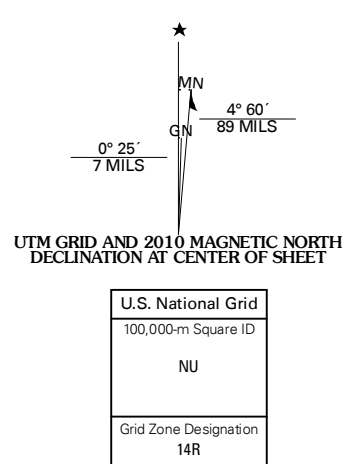 MN
4° 60´
89 MILS
GN
0° 25´
7 MILS
UTM GRID AND 2010 MAGNETIC NORTH
DECLINATION AT CENTER OF SHEET
U.S. National Grid
100,000-m Square ID
NU
Grid Zone Designation
14R